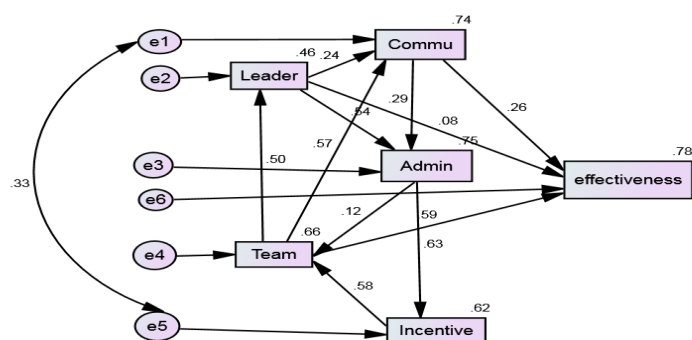 .74
e1
Commu
.46 .24
e2
Leader
.29
.26
.54
.08
.57
.75
.50
.78
e3
Admin
.33
effectiveness
e6
.12
.59
.66
.63
e4
Team
.58
.62
e5
Incentive